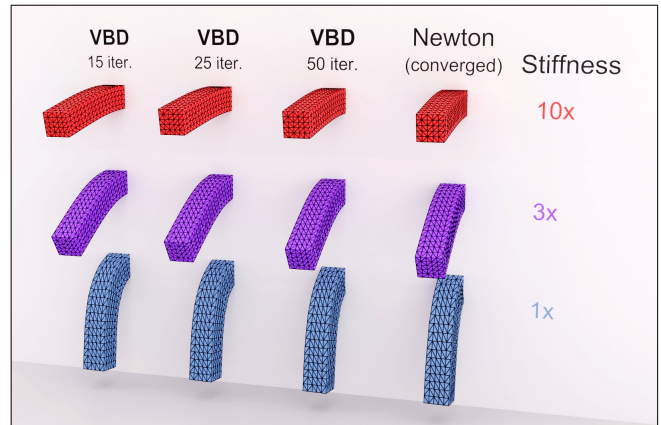 VBD VBD VBD Newton
15 iter. 25 iter. 50 iter. (converged) Stiffness
10x
3x
1x